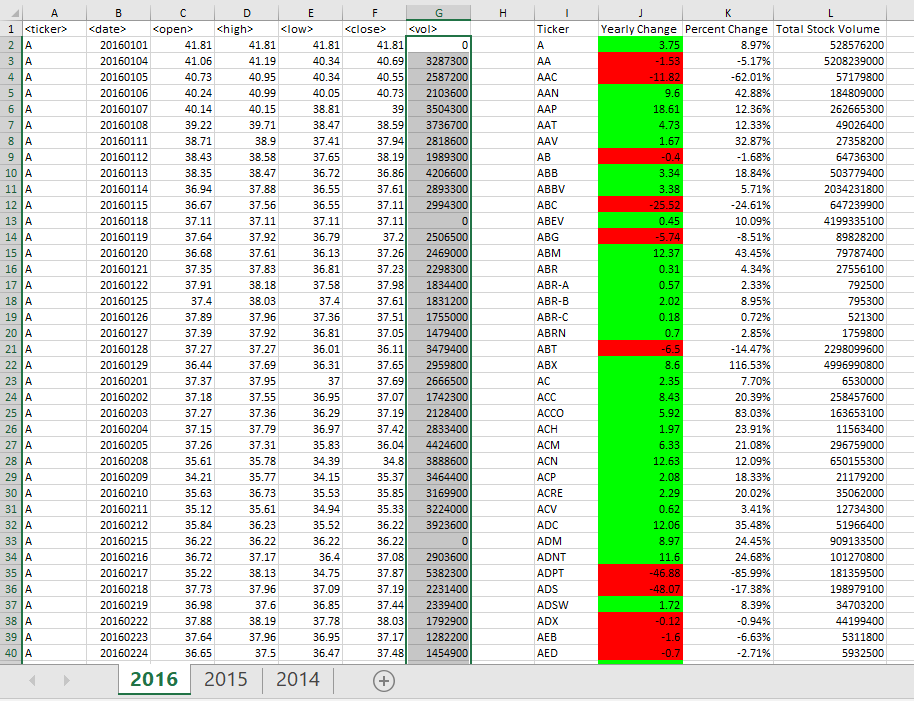 A B C D E F G H I J K L
1 <ticker> <date> <open> <high> <low> <close> <vol> Ticker Yearly Change Percent Change Total Stock Volume
2 A 20160101 41.81 41.81 41.81 41.81 0 A 3.75 8.97% 528576200
3 A 20160104 41.06 41.19 40.34 40.69 3287300 AA -1.53 -5.17% 5208239000
4 A 20160105 40.73 40.95 40.34 40.55 2587200 AAC -11.82 -62.01% 57179800
5 A 20160106 40.24 40.99 40.05 40.73 2103600 AAN 9.6 42.88% 184809000
6 A 20160107 40.14 40.15 38.81 39 3504300 AAP 18.61 12.36% 262665300
7 A 20160108 39.22 39.71 38.47 38.59 3736700 AAT 4.73 12.33% 49026400
8 A 20160111 38.71 38.9 37.41 37.94 2818600 AAV 1.67 32.87% 27358200
9 A 20160112 38.43 38.58 37.65 38.19 1989300 AB -0.4 -1.68% 64736300
10 A 20160113 38.35 38.47 36.72 36.86 4206600 ABB 3.34 18.84% 503779400
11 A 20160114 36.94 37.88 36.55 37.61 2893300 ABBV 3.38 5.71% 2034231800
12 A 20160115 36.67 37.56 36.55 37.11 2994300 ABC -25.52 -24.61% 647239900
13 A 20160118 37.11 37.11 37.11 37.11 0 ABEV 0.45 10.09% 4199335100
14 A 20160119 37.64 37.92 36.79 37.2 2506500 ABG -5.74 -8.51% 89828200
15 A 20160120 36.68 37.61 36.13 37.26 2469000 ABM 12.37 43.45% 79787400
16 A 20160121 37.35 37.83 36.81 37.23 2298300 ABR 0.31 4.34% 27556100
17 A 20160122 37.91 38.18 37.58 37.98 1834400 ABR-A 0.57 2.33% 792500
18 A 20160125 37.4 38.03 37.4 37.61 1831200 ABR-B 2.02 8.95% 795300
19 A 20160126 37.89 37.96 37.36 37.51 1755000 ABR-C 0.18 0.72% 521300
20 A 20160127 37.39 37.92 36.81 37.05 1479400 ABRN 0.7 2.85% 1759800
21 A 20160128 37.27 37.27 36.01 36.11 3479400 ABT -6.5 -14.47% 2298099600
22 A 20160129 36.44 37.69 36.31 37.65 2959800 ABX 8.6 116.53% 4996990800
23 A 20160201 37.37 37.95 37 37.69 2666500 AC 2.35 7.70% 6530000
24 A 20160202 37.18 37.55 36.95 37.07 1742300 ACC 8.43 20.39% 258457600
25 A 20160203 37.27 37.36 36.29 37.19 2128400 ACCO 5.92 83.03% 163653100
26 A 20160204 37.15 37.79 36.97 37.42 2833400 ACH 1.97 23.91% 11563400
27 A 20160205 37.26 37.31 35.83 36.04 4424600 ACM 6.33 21.08% 296759000
28 A 20160208 35.61 35.78 34.39 34.8 3888600 ACN 12.63 12.09% 650155300
29 A 20160209 34.21 35.77 34.15 35.37 3464400 ACP 2.08 18.33% 21179200
30 A 20160210 35.63 36.73 35.53 35.85 3169900 ACRE 2.29 20.02% 35062000
31 A 20160211 35.12 35.61 34.94 35.33 3224000 ACV 0.62 3.41% 12734300
32 A 20160212 35.84 36.23 35.52 36.22 3923600 ADC 12.06 35.48% 51966400
33 A 20160215 36.22 36.22 36.22 36.22 0 ADM 8.97 24.45% 909133500
34 A 20160216 36.72 37.17 36.4 37.08 2903600 ADNT 11.6 24.68% 101270800
35 A 20160217 35.22 38.13 34.75 37.87 5382300 ADPT -46.88 -85.99% 181359500
36 A 20160218 37.73 37.96 37.09 37.19 2231400 ADS -48.07 -17.38% 198979100
37 A 20160219 36.98 37.6 36.85 37.44 2339400 ADSW 1.72 8.39% 34703200
38 A 20160222 37.88 38.19 37.78 38.03 1792900 ADX -0.12 -0.94% 44199400
39 A 20160223 37.64 37.96 36.95 37.17 1282200 AEB -1.6 -6.63% 5311800
40 A 20160224 36.65 37.5 36.47 37.48 1454900 AED -0.7 -2.71% 5932500
2016 2015 2014